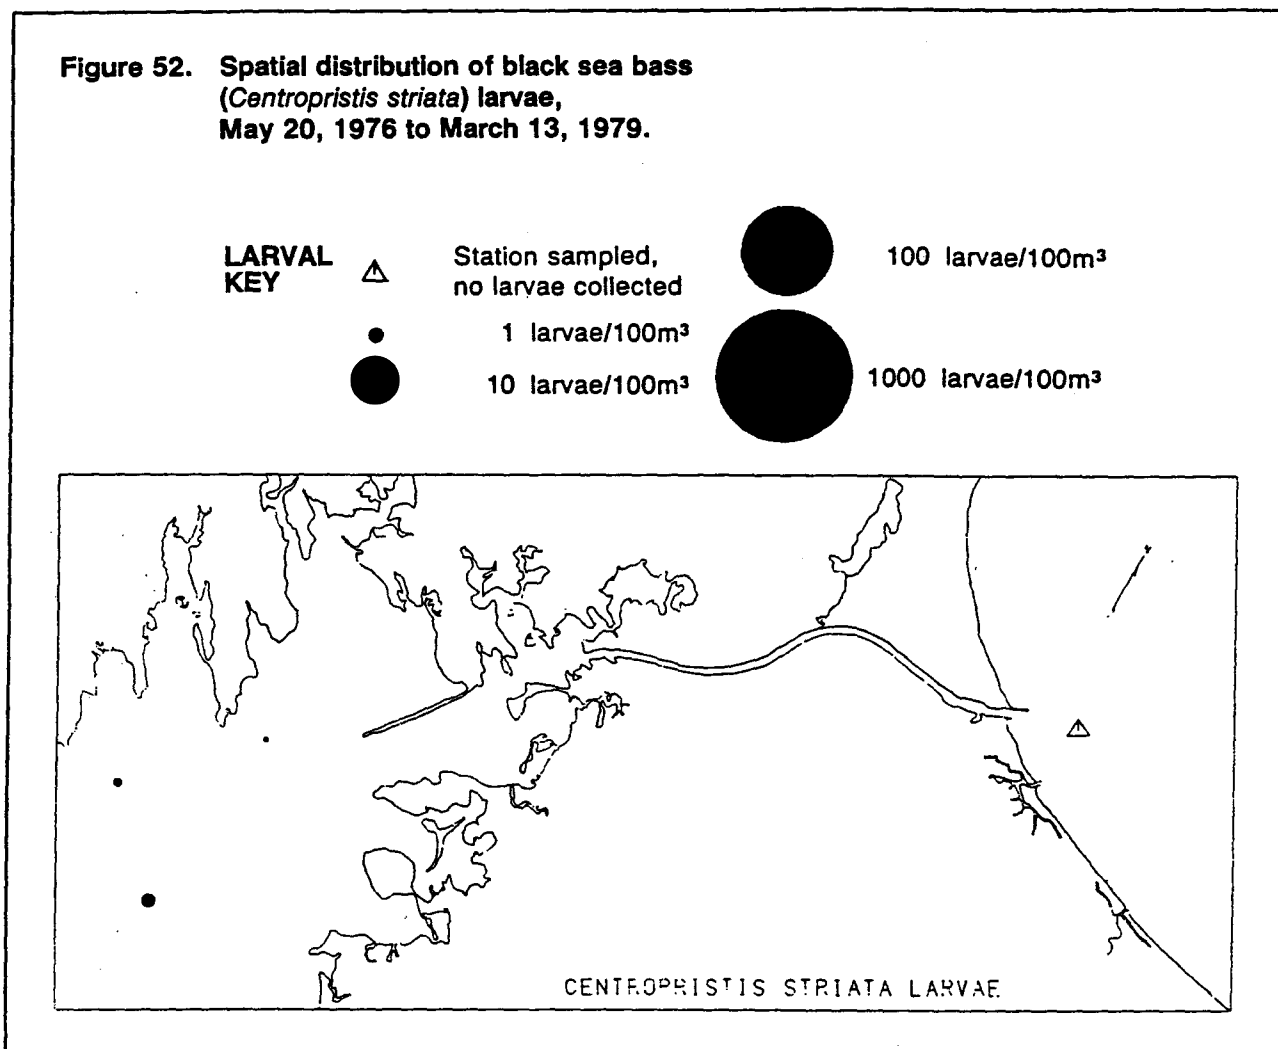 Figure 52. Spatial distribution of black sea bass
(Centropristis striata) larvae,
May 20, 1976 to March 13, 1979.
LARVAL
KEY
Station sampled,
no larvae collected
1 larvae/100m³
10 larvae/100m³
100 larvae/100m³
1000 larvae/100m³
CENTROPRISTIS STRIATA LARVAE